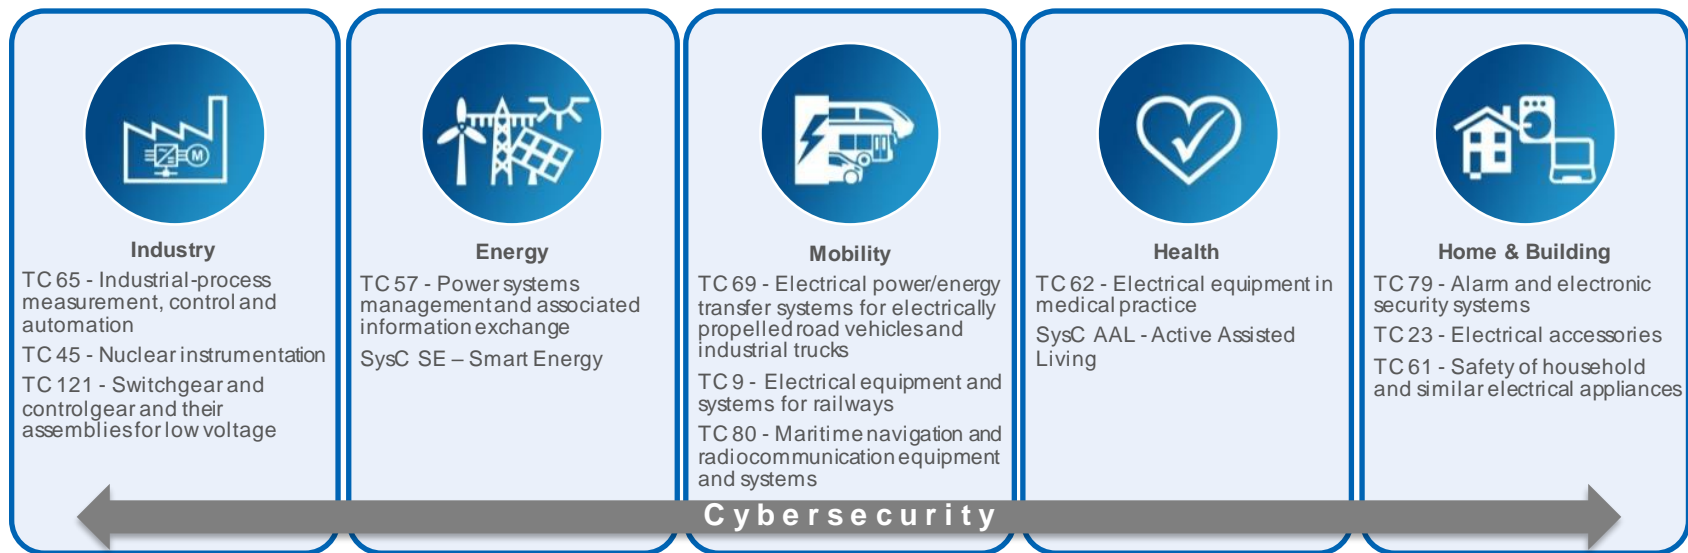 M
Industry
TC 65 - Industrial-process
measurement, control and
automation
TC 45 - Nuclear instrumentation
TC 121 - Switchgear and
controlgear and their
assemblies for low voltage
Energy
TC 57 - Power systems
management and associated
information exchange
SysC SE – Smart Energy
Mobility
TC 69 - Electrical power/energy
transfer systems for electrically
propelled road vehicles and
industrial trucks
TC 9 - Electrical equipment and
systems for railways
TC 80 - Maritime navigation and
radiocommunication equipment
and systems
Health
TC 62 - Electrical equipment in
medical practice
SysC AAL - Active Assisted
Living
Home & Building
TC 79 - Alarm and electronic
security systems
TC 23 - Electrical accessories
TC 61 - Safety of household
and similar electrical appliances
Cybersecurity